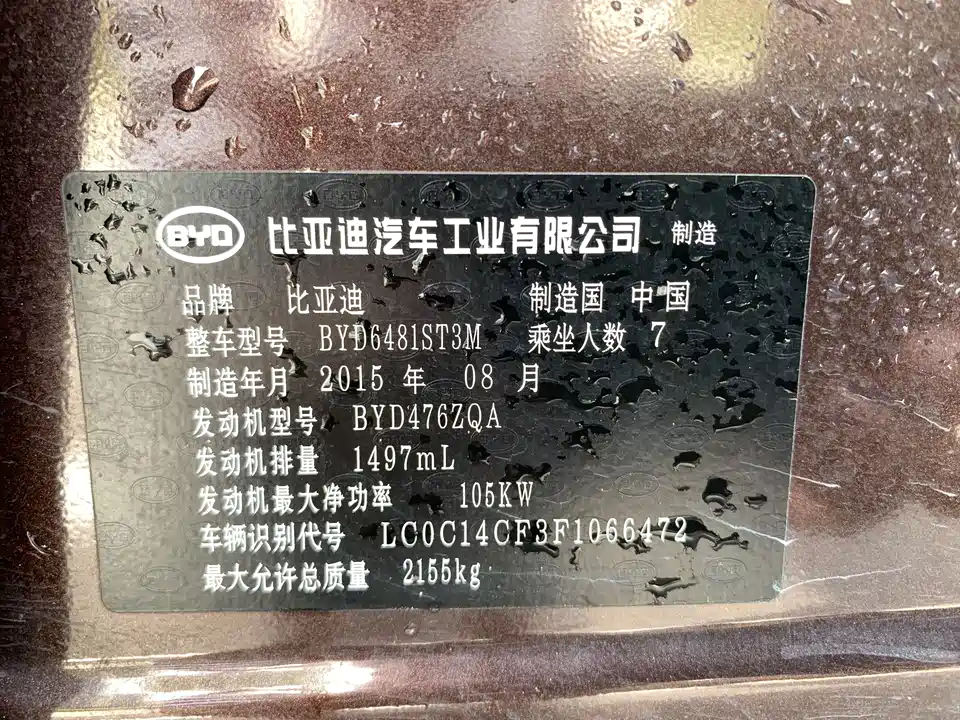 BYD 比亚迪汽车工业有限公司 制造
品牌 比亚迪 制造国 中国
整车型号 BYD6481ST3M 乘坐人数 7
制造年月 2015 年 08 月
发动机型号 BYD476ZQA
发动机排量 1497mL
发动机最大净功率 105KW
车辆识别代号 LC0C14CF3F1066472
最大允许总质量 2155kg